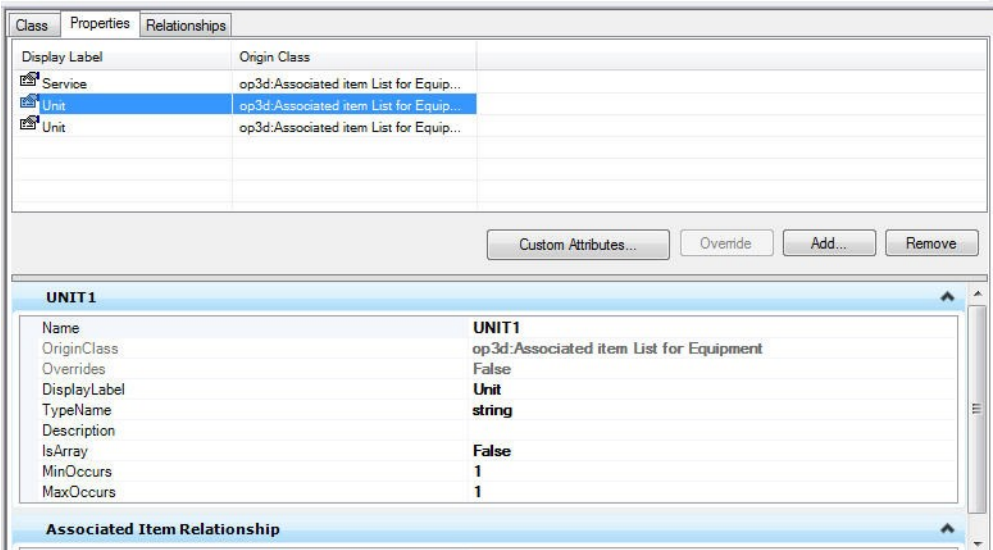 Class Properties Relationships
Display Label Origin Class
Service op3d:Associated item List for Equip...
Unit op3d:Associated item List for Equip...
Unit op3d:Associated item List for Equip...
Custom Attributes... Override Add... Remove
UNIT1
Name UNIT1
OriginClass op3d:Associated item List for Equipment
Overrides False
DisplayLabel Unit
TypeName string
Description
IsArray False
MinOccurs 1
MaxOccurs 1
Associated Item Relationship